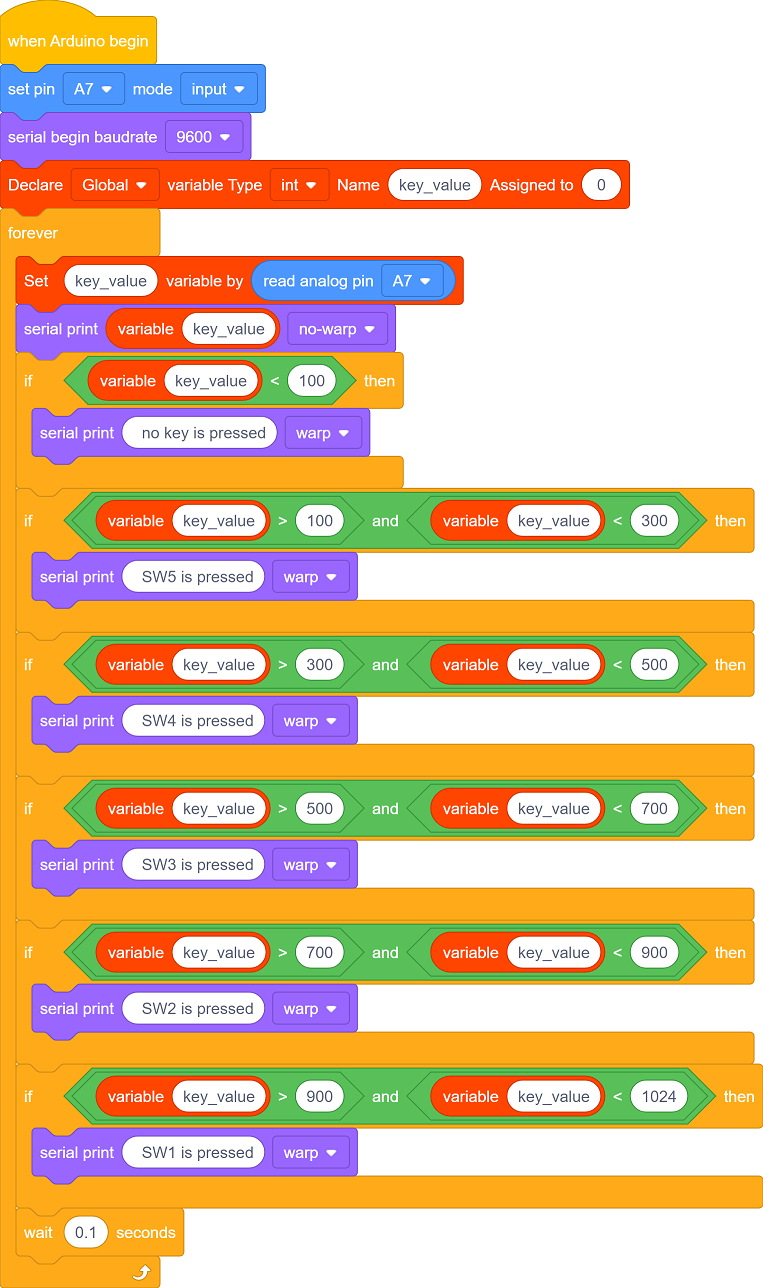 when Arduino begin
set pin A7 mode input
serial begin baudrate 9600
Declare Global variable Type int Name key_value Assigned to 0
forever
Set key_value variable by read analog pin A7
serial print variable key_value no-warp
if variable key_value < 100 then
serial print no key is pressed warp
if variable key_value > 100 and variable key_value < 300 then
serial print SW5 is pressed warp
if variable key_value > 300 and variable key_value < 500 then
serial print SW4 is pressed warp
if variable key_value > 500 and variable key_value < 700 then
serial print SW3 is pressed warp
if variable key_value > 700 and variable key_value < 900 then
serial print SW2 is pressed warp
if variable key_value > 900 and variable key_value < 1024 then
serial print SW1 is pressed warp
wait 0.1 seconds